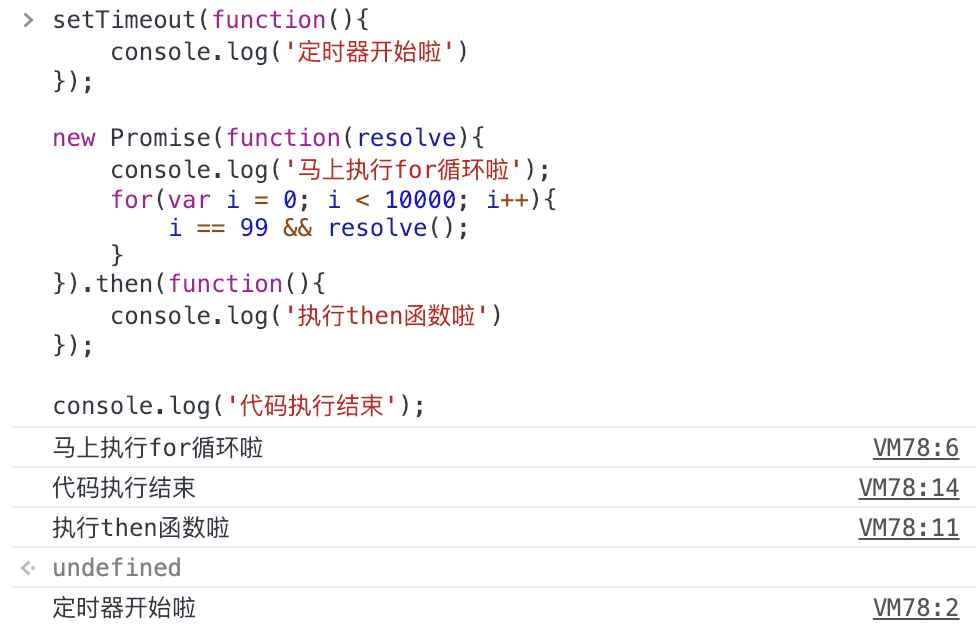 > setTimeout(function(){
    console.log('定时器开始啦')
});

new Promise(function(resolve){
    console.log('马上执行for循环啦');
    for(var i = 0; i < 10000; i++){
        i == 99 && resolve();
    }
}).then(function(){
    console.log('执行then函数啦')
});

console.log('代码执行结束');
马上执行for循环啦 VM78:6
代码执行结束 VM78:14
执行then函数啦 VM78:11
undefined
定时器开始啦 VM78:2